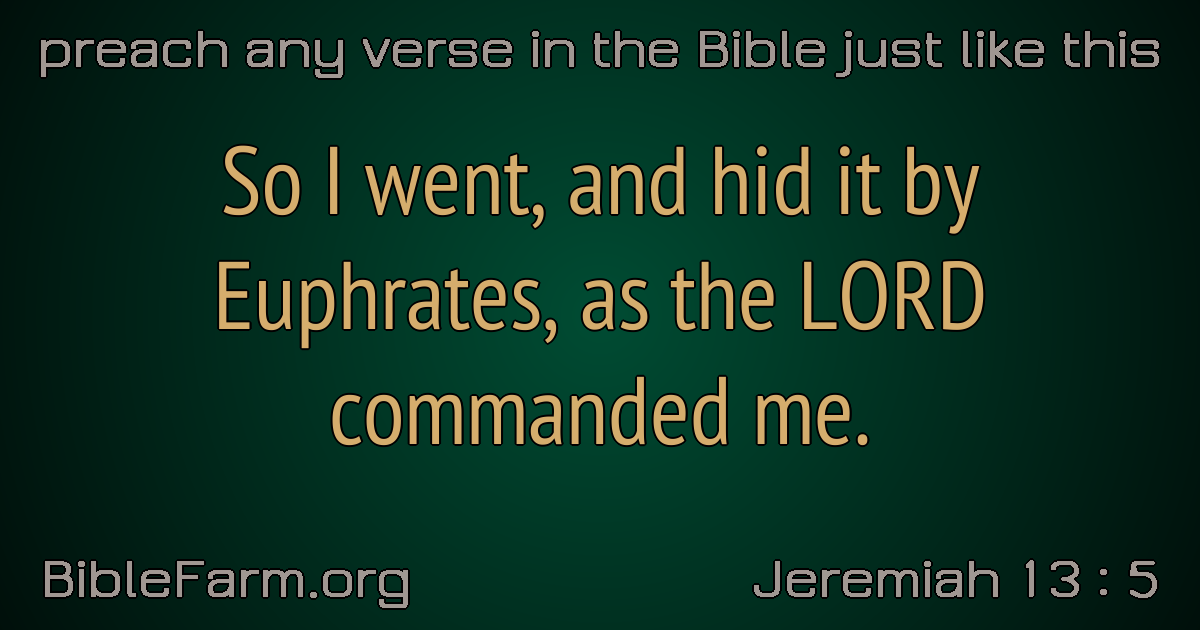 preach any verse in the Bible just like this
So I went, and hid it by
Euphrates, as the LORD
commanded me.
BibleFarm.org
Jeremiah 13 : 5